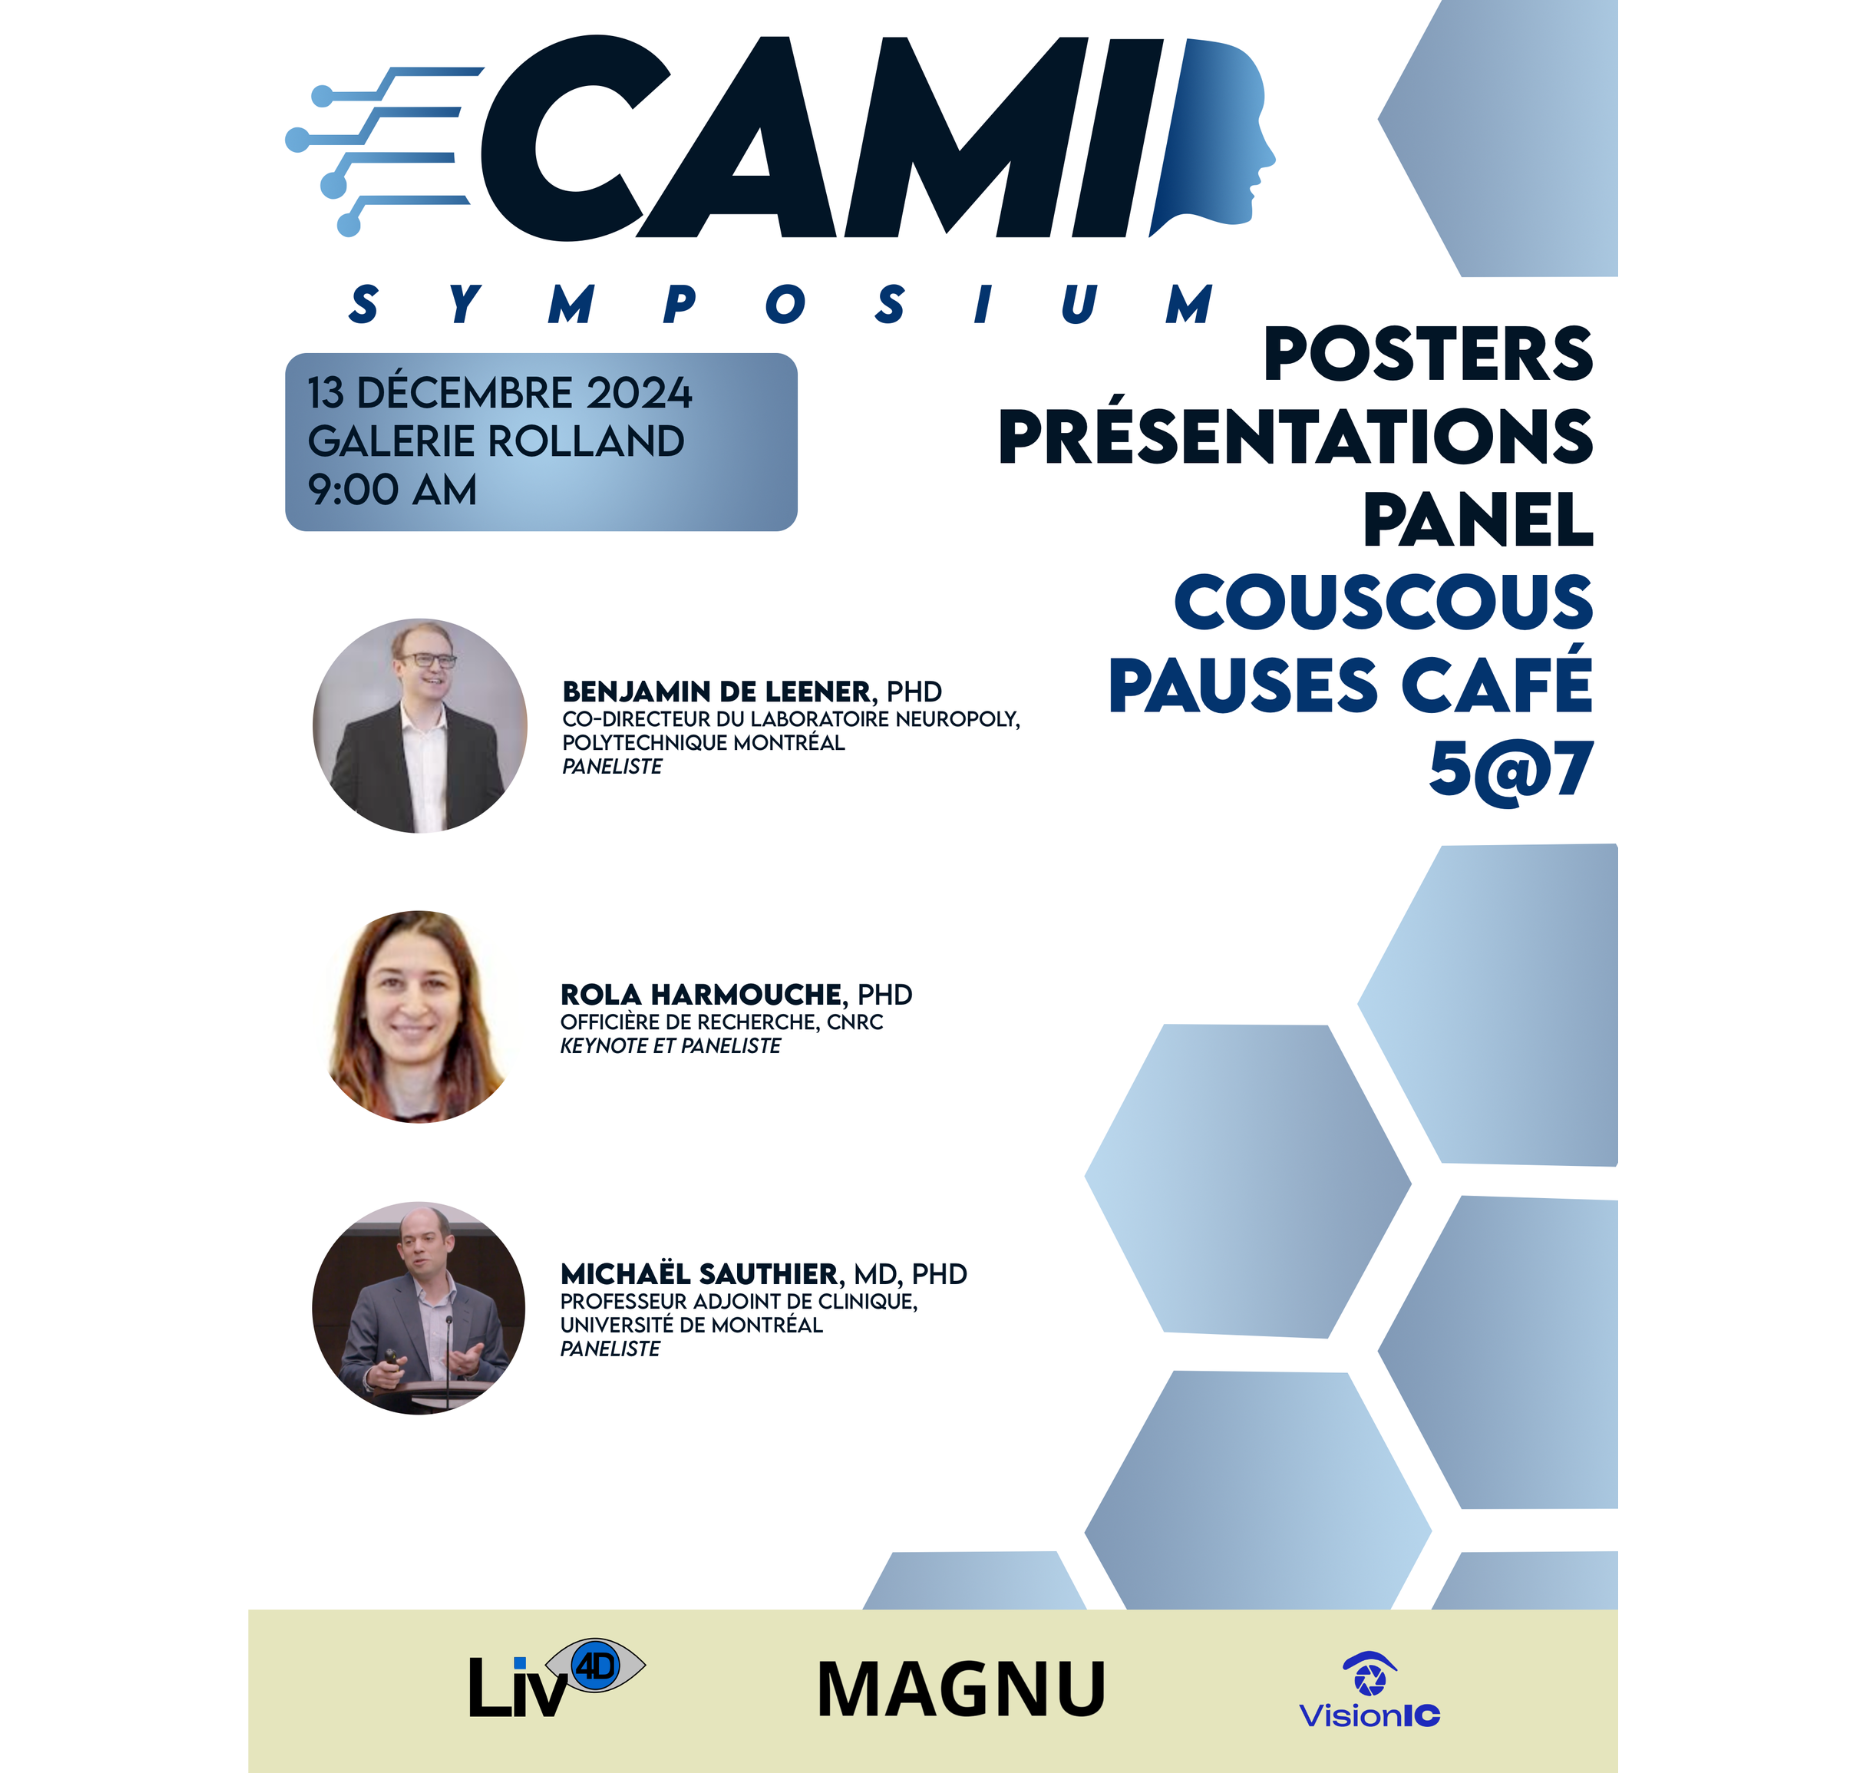 CAMI
SYMPOSIUM
13 DÉCEMBRE 2024
GALERIE ROLLAND
9:00 AM
POSTERS
PRÉSENTATIONS
PANEL
COUSCOUS
PAUSES CAFÉ
5@7
BENJAMIN DE LEENER, PHD
CO-DIRECTEUR DU LABORATOIRE NEUROPOLY,
POLYTECHNIQUE MONTRÉAL
PANELISTE
ROLA HARMOUCHE, PHD
OFFICIÈRE DE RECHERCHE, CNRC
KEYNOTE ET PANELISTE
MICHAËL SAUTHIER, MD, PHD
PROFESSEUR ADJOINT DE CLINIQUE,
UNIVERSITÉ DE MONTRÉAL
PANELISTE
Liv4D
MAGNU
VisionIC